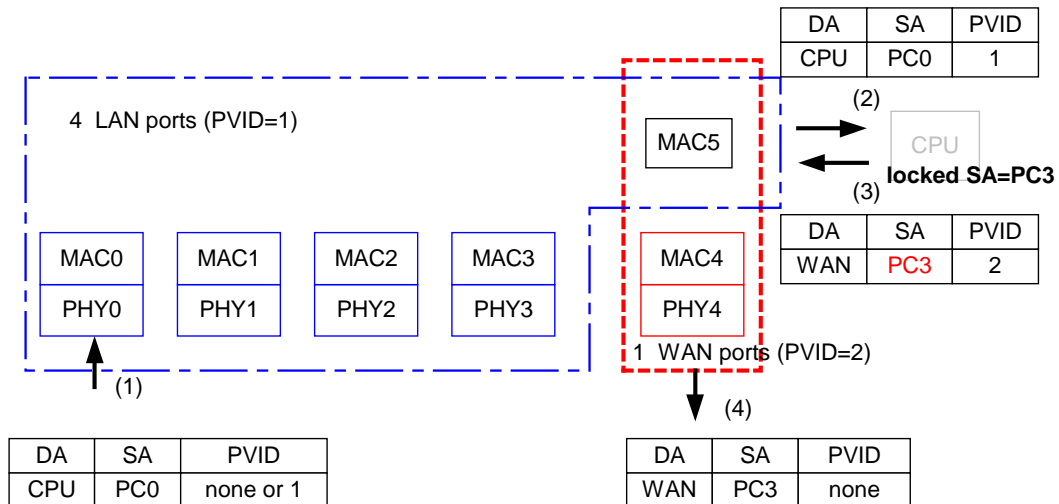 DA SA PVID
CPU PC0 1
(2)
4 LAN ports (PVID=1)
MAC5
CPU
locked SA=PC3
(3)
DA SA PVID
WAN PC3 2
MAC0 MAC1 MAC2 MAC3 MAC4
PHY0 PHY1 PHY2 PHY3 PHY4
1 WAN ports (PVID=2)
(1)
(4)
DA SA PVID
CPU PC0 none or 1
DA SA PVID
WAN PC3 none